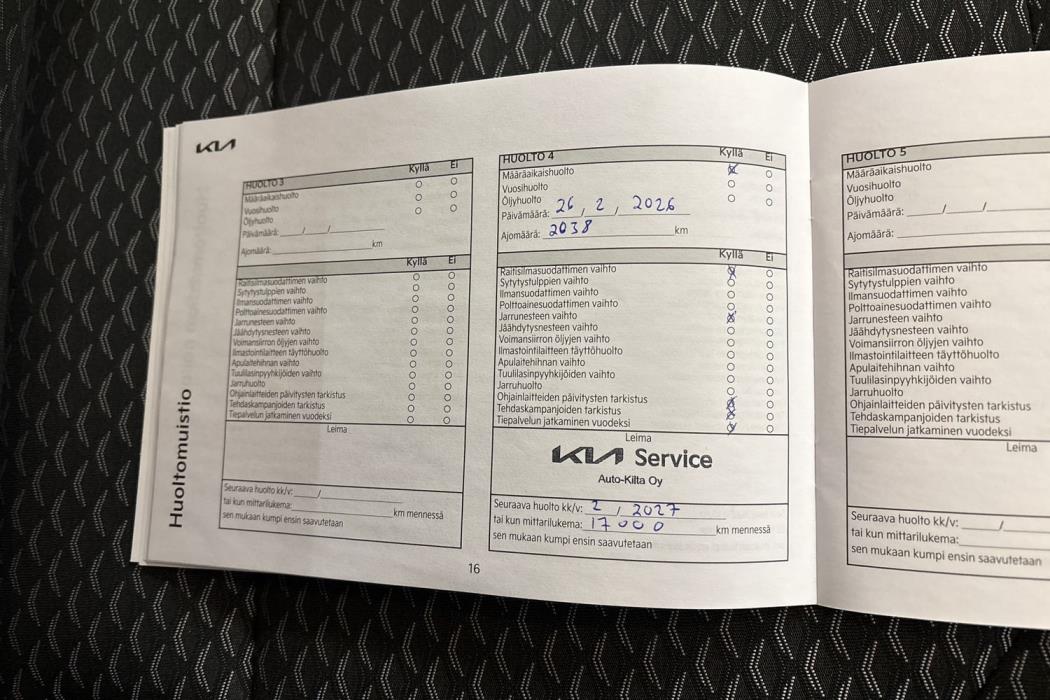 KIA
Huoltomuistio
HUOLTO 3 Kyllä Ei
Määräaikaishuolto
Vuosihuolto
Öljyhuolto
Päivämäärä: / /
Ajomäärä: km
Kyllä Ei
Raitisilmasuodattimen vaihto
Sytytystulppien vaihto
Ilmansuodattimen vaihto
Polttoainesuodattimen vaihto
Jarrunesteen vaihto
Jäähdytysnesteen vaihto
Voimansiirron öljyjen vaihto
Ilmastointilaitteen täyttöhuolto
Apulaitehihnan vaihto
Tuulilasinpyyhkijöiden vaihto
Jarruhuolto
Ohjainlaitteiden päivitysten tarkistus
Tehdaskampanjoiden tarkistus
Tiepalvelun jatkaminen vuodeksi
Leima
Seuraava huolto kk/v: /
tai kun mittarilukema: km mennessä
sen mukaan kumpi ensin saavutetaan
HUOLTO 4 Kyllä Ei
Määräaikaishuolto
Vuosihuolto
Öljyhuolto
Päivämäärä: 26 , 2 , 2026
Ajomäärä: 2038 km
Kyllä Ei
Raitisilmasuodattimen vaihto
Sytytystulppien vaihto
Ilmansuodattimen vaihto
Polttoainesuodattimen vaihto
Jarrunesteen vaihto
Jäähdytysnesteen vaihto
Voimansiirron öljyjen vaihto
Ilmastointilaitteen täyttöhuolto
Apulaitehihnan vaihto
Tuulilasinpyyhkijöiden vaihto
Jarruhuolto
Ohjainlaitteiden päivitysten tarkistus
Tehdaskampanjoiden tarkistus
Tiepalvelun jatkaminen vuodeksi
Leima
KIA Service
Auto-Kilta Oy
Seuraava huolto kk/v: 2 / 2027
tai kun mittarilukema: 17000 km mennessä
sen mukaan kumpi ensin saavutetaan
16
HUOLTO 5
Määräaikaishuolto
Vuosihuolto
Öljyhuolto
Päivämäärä: / /
Ajomäärä:
Raitisilmasuodattimen vaihto
Sytytystulppien vaihto
Ilmansuodattimen vaihto
Polttoainesuodattimen vaihto
Jarrunesteen vaihto
Jäähdytysnesteen vaihto
Voimansiirron öljyjen vaihto
Ilmastointilaitteen täyttöhuolto
Apulaitehihnan vaihto
Tuulilasinpyyhkijöiden vaihto
Jarruhuolto
Ohjainlaitteiden päivitysten tarkistus
Tehdaskampanjoiden tarkistus
Tiepalvelun jatkaminen vuodeksi
Leima
Seuraava huolto kk/v: /
tai kun mittarilukema:
sen mukaan kumpi ensin saavutetaan